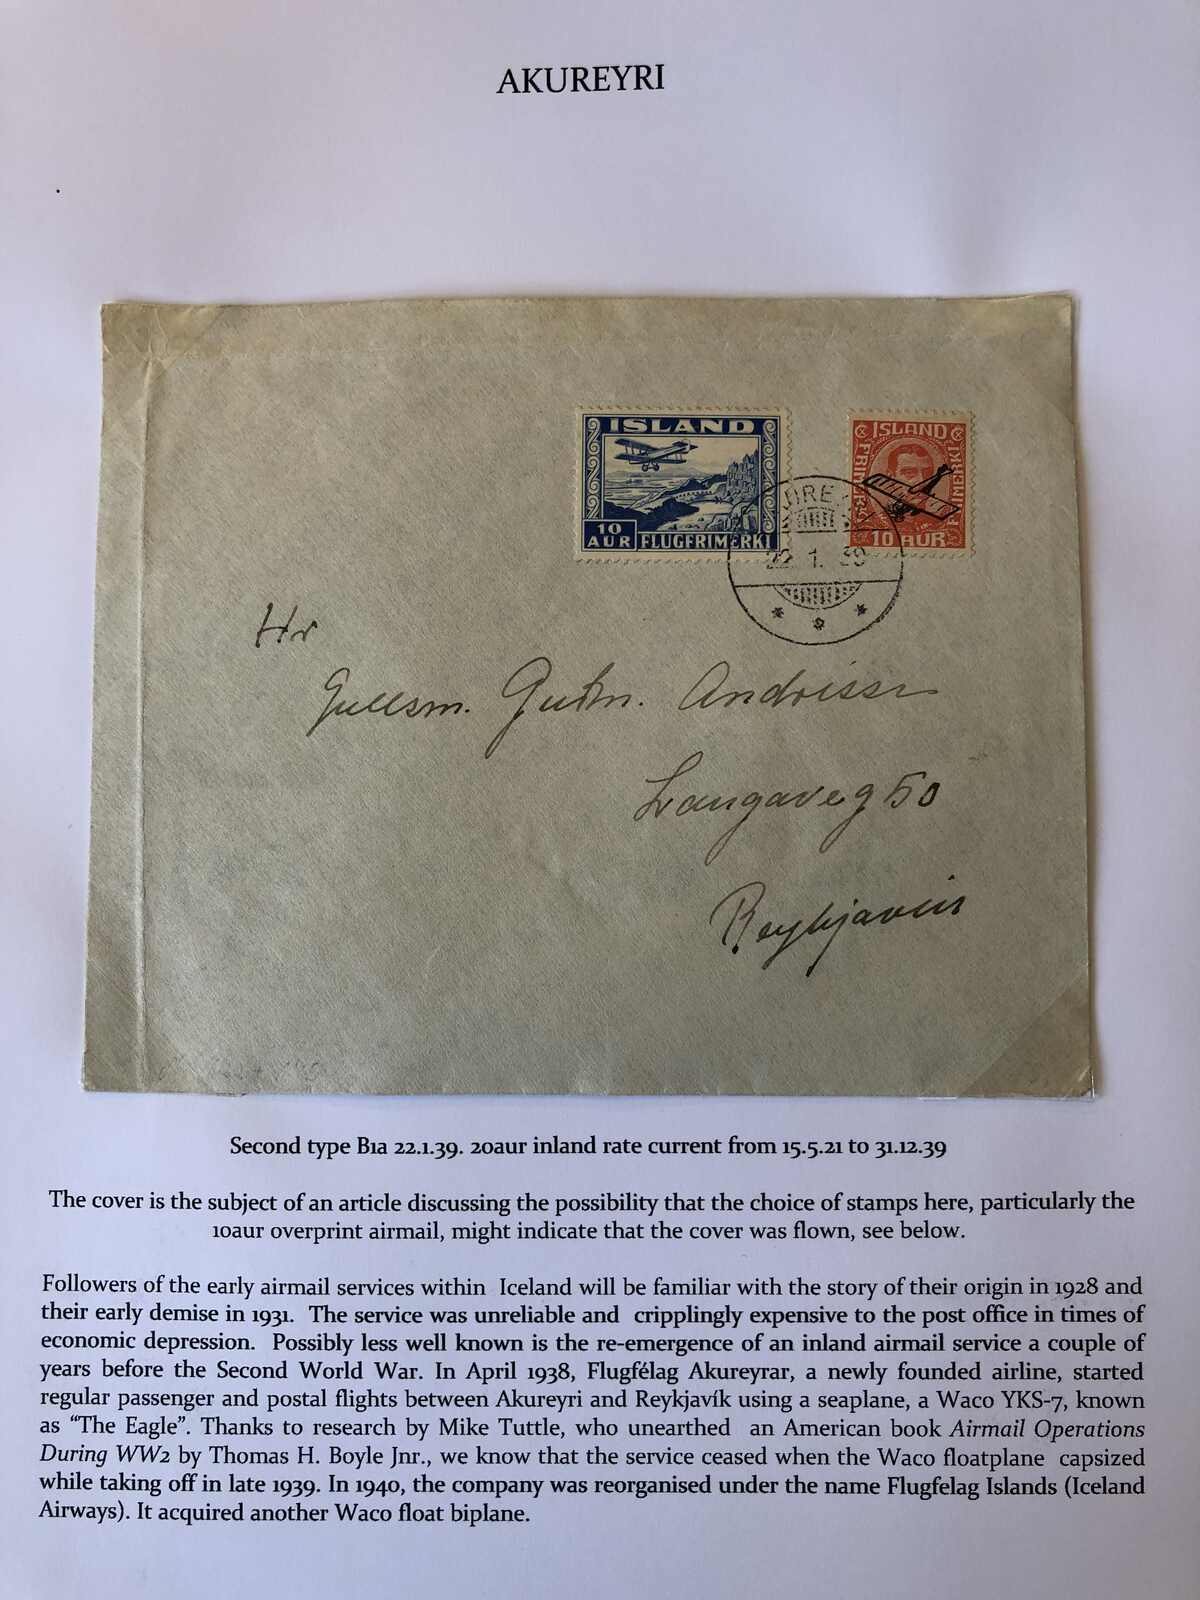 AKUREYRI
ISLAND
10
AUR FLUGFRIMERKI
ISLAND
FRIMERKI
FRIMERKI
10 AUR
22. 1. 39
Hr
Gullsm. Guðm. Andrésson
Laugaveg 50
Reykjavík
Second type B1a 22.1.39. 20aur inland rate current from 15.5.21 to 31.12.39
The cover is the subject of an article discussing the possibility that the choice of stamps here, particularly the
10aur overprint airmail, might indicate that the cover was flown, see below.
Followers of the early airmail services within Iceland will be familiar with the story of their origin in 1928 and
their early demise in 1931. The service was unreliable and cripplingly expensive to the post office in times of
economic depression. Possibly less well known is the re-emergence of an inland airmail service a couple of
years before the Second World War. In April 1938, Flugfélag Akureyrar, a newly founded airline, started
regular passenger and postal flights between Akureyri and Reykjavík using a seaplane, a Waco YKS-7, known
as “The Eagle”. Thanks to research by Mike Tuttle, who unearthed an American book Airmail Operations
During WW2 by Thomas H. Boyle Jnr., we know that the service ceased when the Waco floatplane capsized
while taking off in late 1939. In 1940, the company was reorganised under the name Flugfelag Islands (Iceland
Airways). It acquired another Waco float biplane.